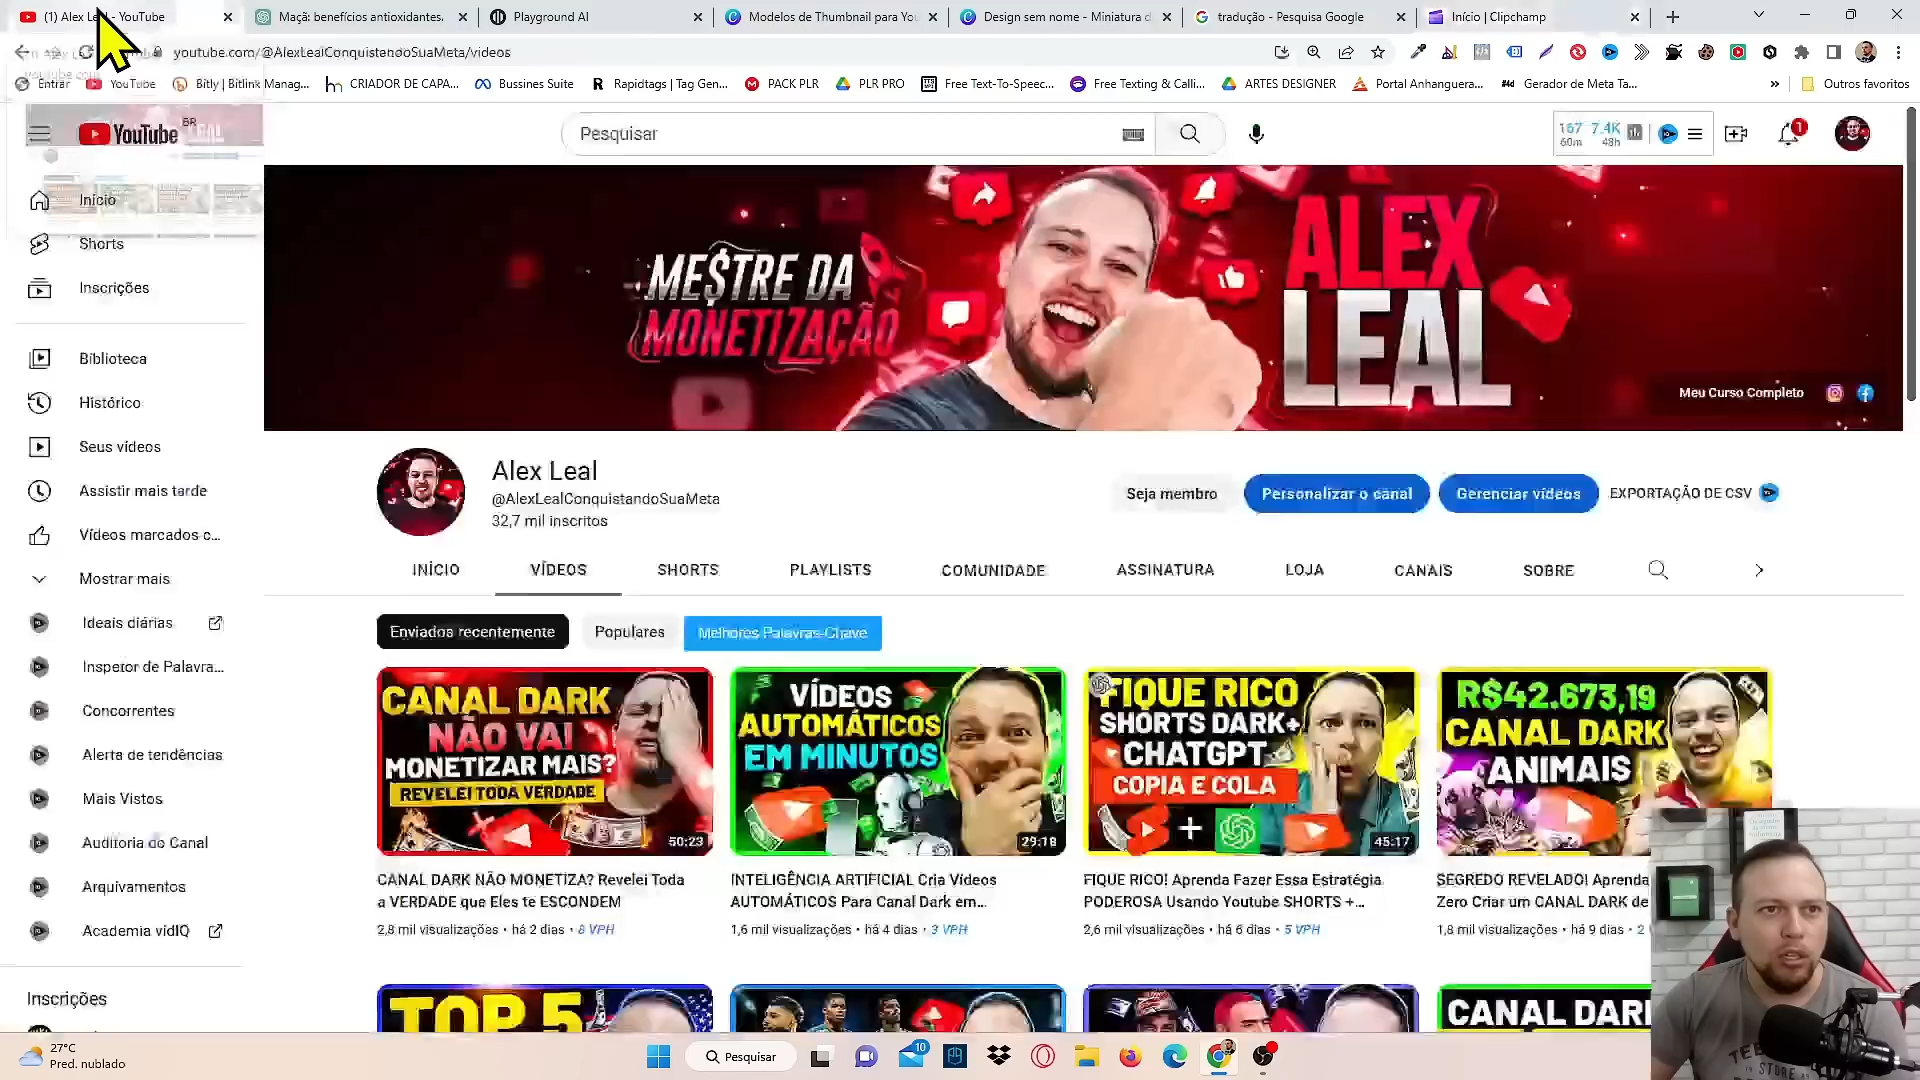 (1) Alex Leal - YouTube
Maçã: benefícios antioxidantes.
Playground AI
Modelos de Thumbnail para You
Design sem nome - Miniatura d
tradução - Pesquisa Google
Início | Clipchamp
youtube.com/@AlexLealConquistandoSuaMeta/videos
Entrar
YouTube
Bitly | Bitlink Manag...
CRIADOR DE CAPA...
Bussines Suite
Rapidtags | Tag Gen...
PACK PLR
PLR PRO
Free Text-To-Speec...
Free Texting & Calli...
ARTES DESIGNER
Portal Anhanguera...
Gerador de Meta Ta...
»
Outros favoritos
YouTube BR
Pesquisar
167 7.4K
60m 48h
1
Início
Shorts
Inscrições
Biblioteca
Histórico
Seus vídeos
Assistir mais tarde
Vídeos marcados c...
Mostrar mais
Ideais diárias
Inspetor de Palavra...
Concorrentes
Alerta de tendências
Mais Vistos
Auditoria do Canal
Arquivamentos
Academia vidIQ
Inscrições
ME$TRE DA
MONETIZAÇÃO
ALEX
LEAL
Meu Curso Completo
Alex Leal
@AlexLealConquistandoSuaMeta
32,7 mil inscritos
Seja membro
Personalizar o canal
Gerenciar vídeos
EXPORTAÇÃO DE CSV
INÍCIO
VÍDEOS
SHORTS
PLAYLISTS
COMUNIDADE
ASSINATURA
LOJA
CANAIS
SOBRE
Enviados recentemente
Populares
Melhores Palavras-Chave
CANAL DARK
NÃO VAI
MONETIZAR MAIS?
REVELEI TODA VERDADE
50:23
VÍDEOS
AUTOMÁTICOS
EM MINUTOS
29:18
FIQUE RICO
SHORTS DARK+
CHATGPT
COPIA E COLA
+
45:17
R$42.673,19
CANAL DARK
ANIMAIS
CANAL DARK NÃO MONETIZA? Revelei Toda
a VERDADE que Eles te ESCONDEM
2,8 mil visualizações • há 2 dias • 8 VPH
INTELIGÊNCIA ARTIFICIAL Cria Vídeos
AUTOMÁTICOS Para Canal Dark em...
1,6 mil visualizações • há 4 dias • 3 VPH
FIQUE RICO! Aprenda Fazer Essa Estratégia
PODEROSA Usando Youtube SHORTS +...
2,6 mil visualizações • há 6 dias • 5 VPH
SEGREDO REVELADO! Aprenda
Zero Criar um CANAL DARK de
1,8 mil visualizações • há 9 dias • 2
TOP 5
CANAL DAR
27°C
Pred. nublado
Pesquisar
10